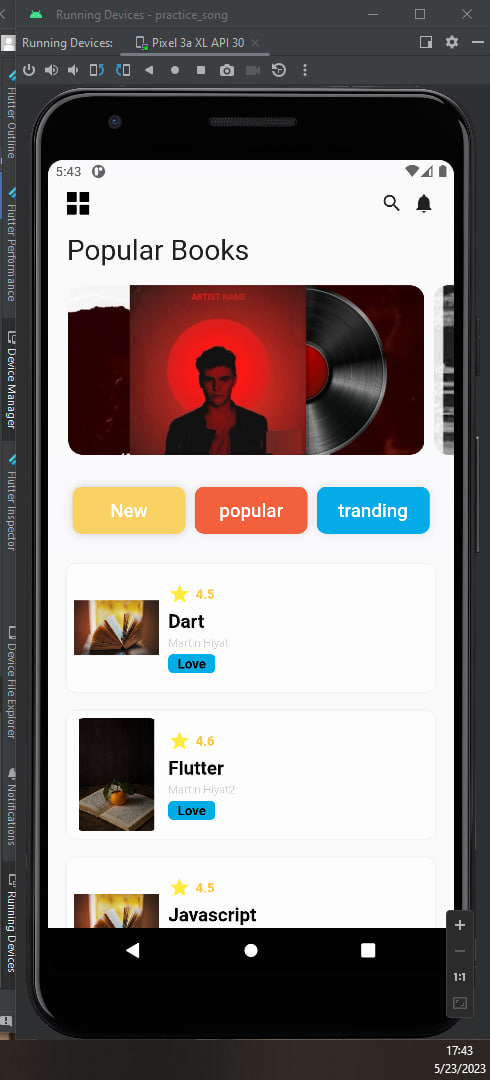 Running Devices - practice_song
Running Devices:
Pixel 3a XL API 30
Flutter Outline
Flutter Performance
Device Manager
Flutter Inspector
Device File Explorer
Notifications
Running Devices
5:43
Popular Books
ARTIST NAME
New
popular
tranding
4.5
Dart
Martin Hiyat
Love
4.6
Flutter
Martin Hiyat2
Love
4.5
Javascript
1:1
17:43
5/23/2023